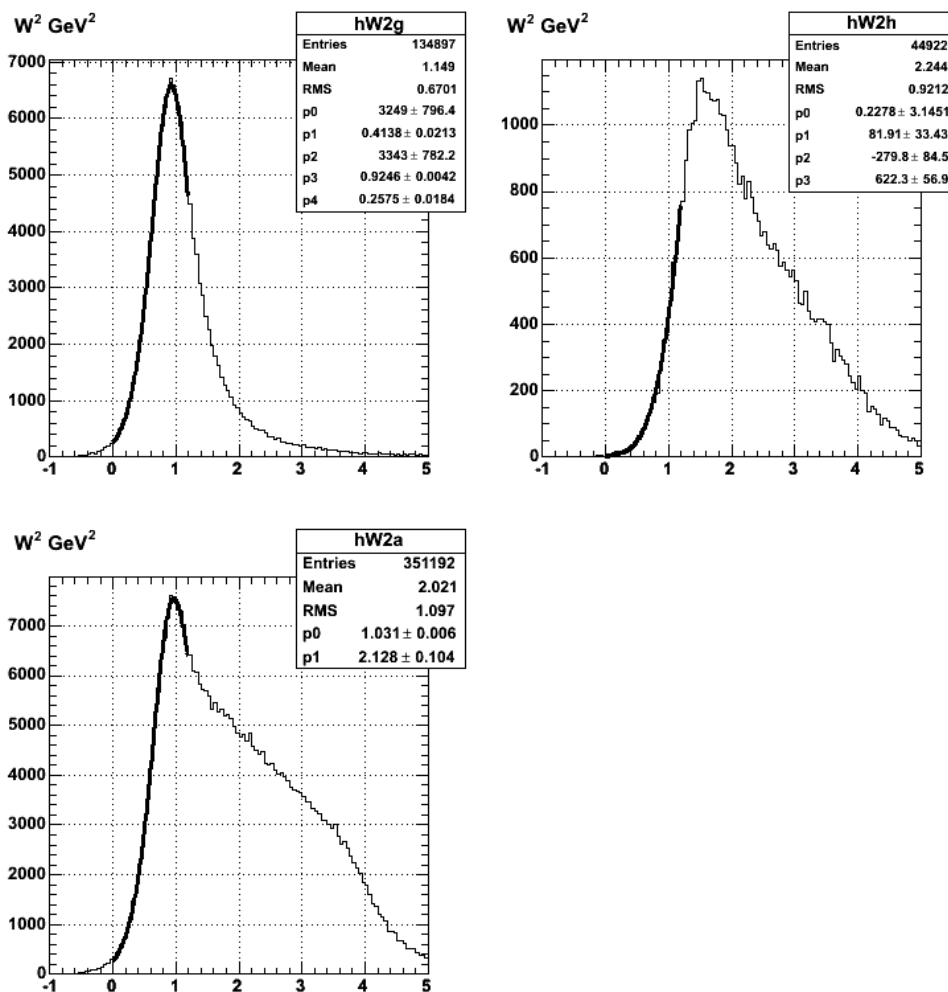 W² GeV²
hW2g
Entries 134897
Mean 1.149
RMS 0.6701
p0 3249 ± 796.4
p1 0.4138 ± 0.0213
p2 3343 ± 782.2
p3 0.9246 ± 0.0042
p4 0.2575 ± 0.0184
7000
6000
5000
4000
3000
2000
1000
0
-1 0 1 2 3 4 5
W² GeV²
hW2h
Entries 44922
Mean 2.244
RMS 0.9212
p0 0.2278 ± 3.1451
p1 81.91 ± 33.43
p2 -279.8 ± 84.5
p3 622.3 ± 56.9
1000
800
600
400
200
0
-1 0 1 2 3 4 5
W² GeV²
hW2a
Entries 351192
Mean 2.021
RMS 1.097
p0 1.031 ± 0.006
p1 2.128 ± 0.104
7000
6000
5000
4000
3000
2000
1000
0
-1 0 1 2 3 4 5